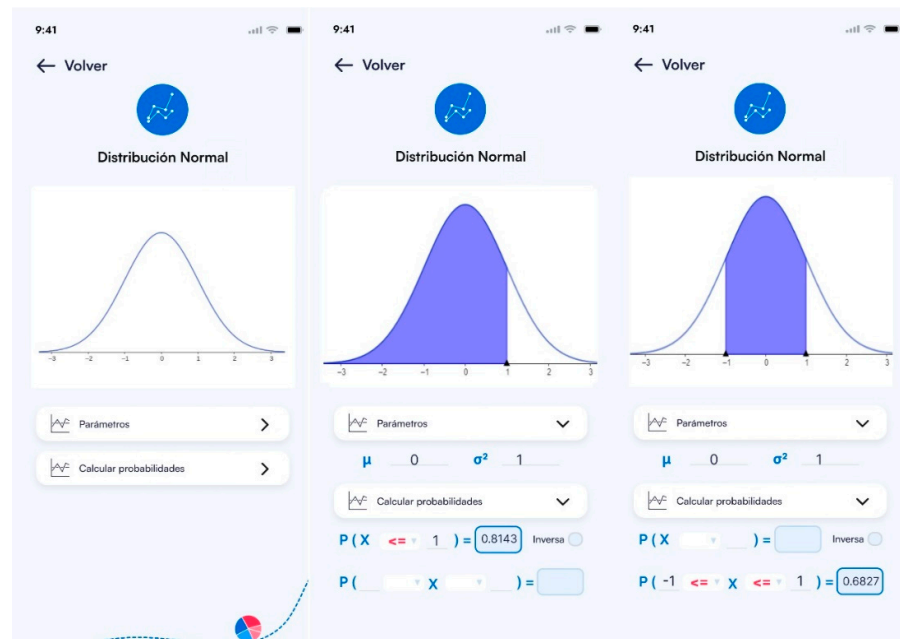 9:41
← Volver
Distribución Normal
-3 -2 -1 0 1 2 3
Parámetros
Calcular probabilidades
9:41
← Volver
Distribución Normal
-3 -2 -1 0 1 2 3
Parámetros
μ 0 σ² 1
Calcular probabilidades
P ( X <= 1 ) = 0.8143 Inversa
P ( X ) =
9:41
← Volver
Distribución Normal
-3 -2 -1 0 1 2 3
Parámetros
μ 0 σ² 1
Calcular probabilidades
P ( X ) = Inversa
P ( -1 <= X <= 1 ) = 0.6827